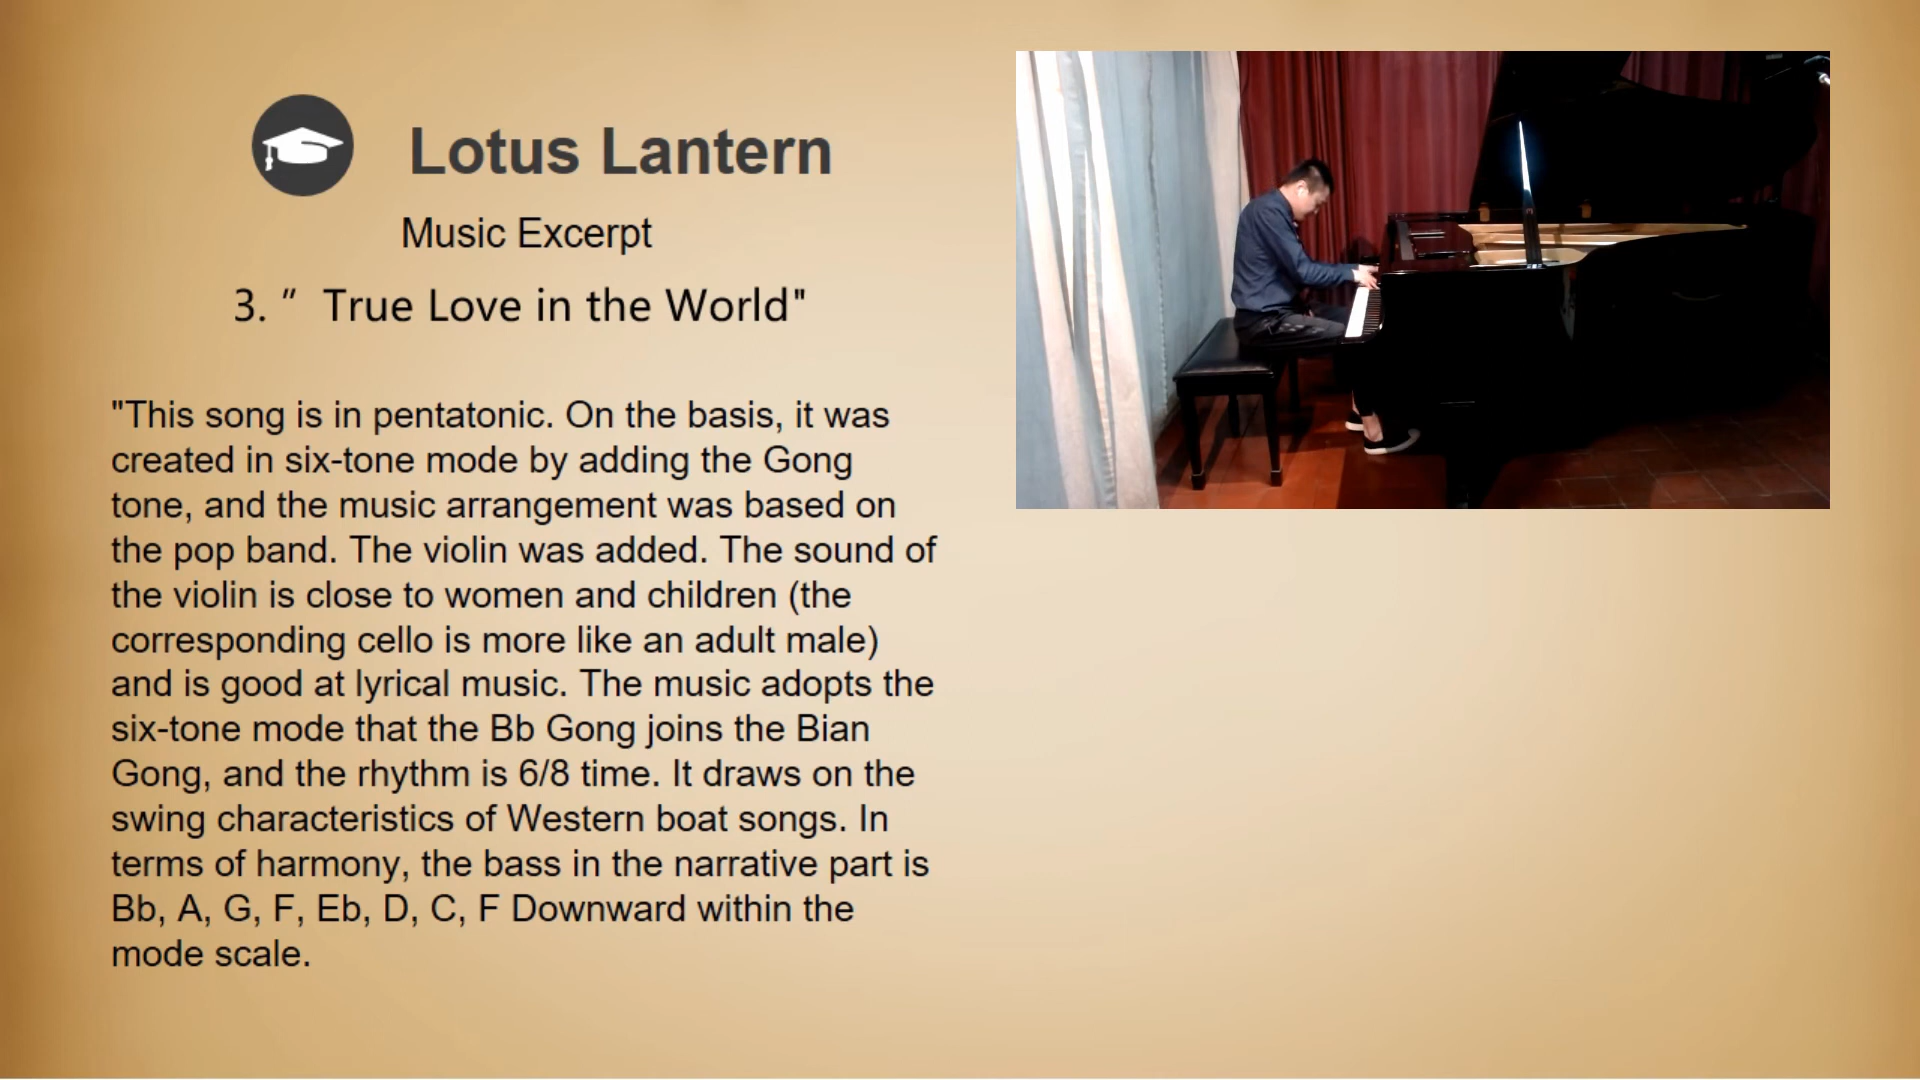 Lotus Lantern
Music Excerpt
3. ” True Love in the World"
"This song is in pentatonic. On the basis, it was
created in six-tone mode by adding the Gong
tone, and the music arrangement was based on
the pop band. The violin was added. The sound of
the violin is close to women and children (the
corresponding cello is more like an adult male)
and is good at lyrical music. The music adopts the
six-tone mode that the Bb Gong joins the Bian
Gong, and the rhythm is 6/8 time. It draws on the
swing characteristics of Western boat songs. In
terms of harmony, the bass in the narrative part is
Bb, A, G, F, Eb, D, C, F Downward within the
mode scale.